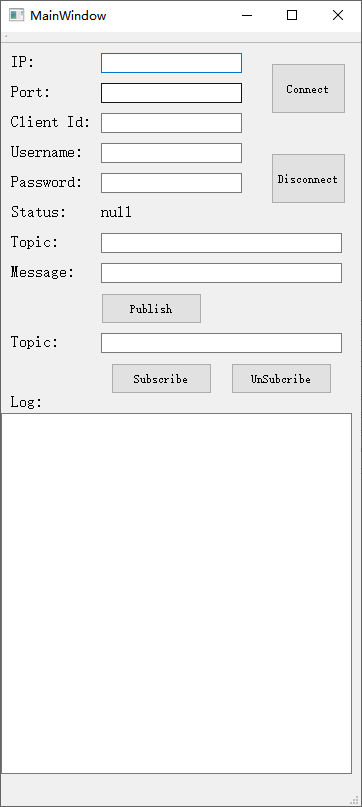 MainWindow
IP:
Connect
Port:
Client Id:
Username:
Disconnect
Password:
Status: null
Topic:
Message:
Publish
Topic:
Subscribe UnSubcribe
Log: